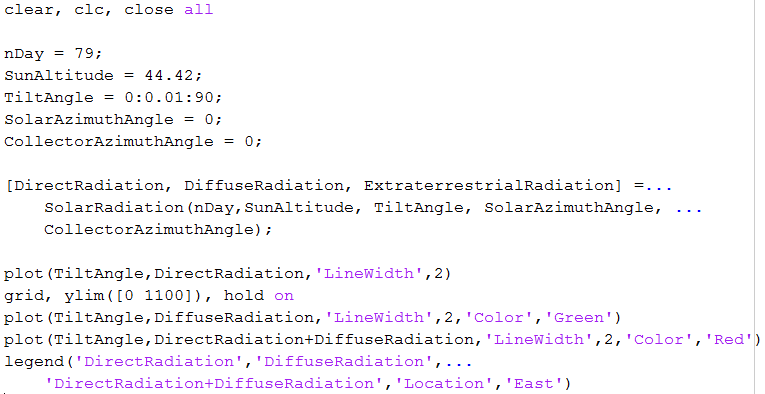 clear, clc, close all
nDay = 79;
SunAltitude = 44.42;
TiltAngle = 0:0.01:90;
SolarAzimuthAngle = 0;
CollectorAzimuthAngle = 0;
[DirectRadiation, DiffuseRadiation, ExtraterrestrialRadiation] =...
SolarRadiation(nDay,SunAltitude, TiltAngle, SolarAzimuthAngle, ...
CollectorAzimuthAngle);
plot(TiltAngle,DirectRadiation,'LineWidth',2)
grid, ylim([0 1100]), hold on
plot(TiltAngle,DiffuseRadiation,'LineWidth',2,'Color','Green')
plot(TiltAngle,DirectRadiation+DiffuseRadiation,'LineWidth',2,'Color','Red')
legend('DirectRadiation','DiffuseRadiation',...
'DirectRadiation+DiffuseRadiation','Location','East')